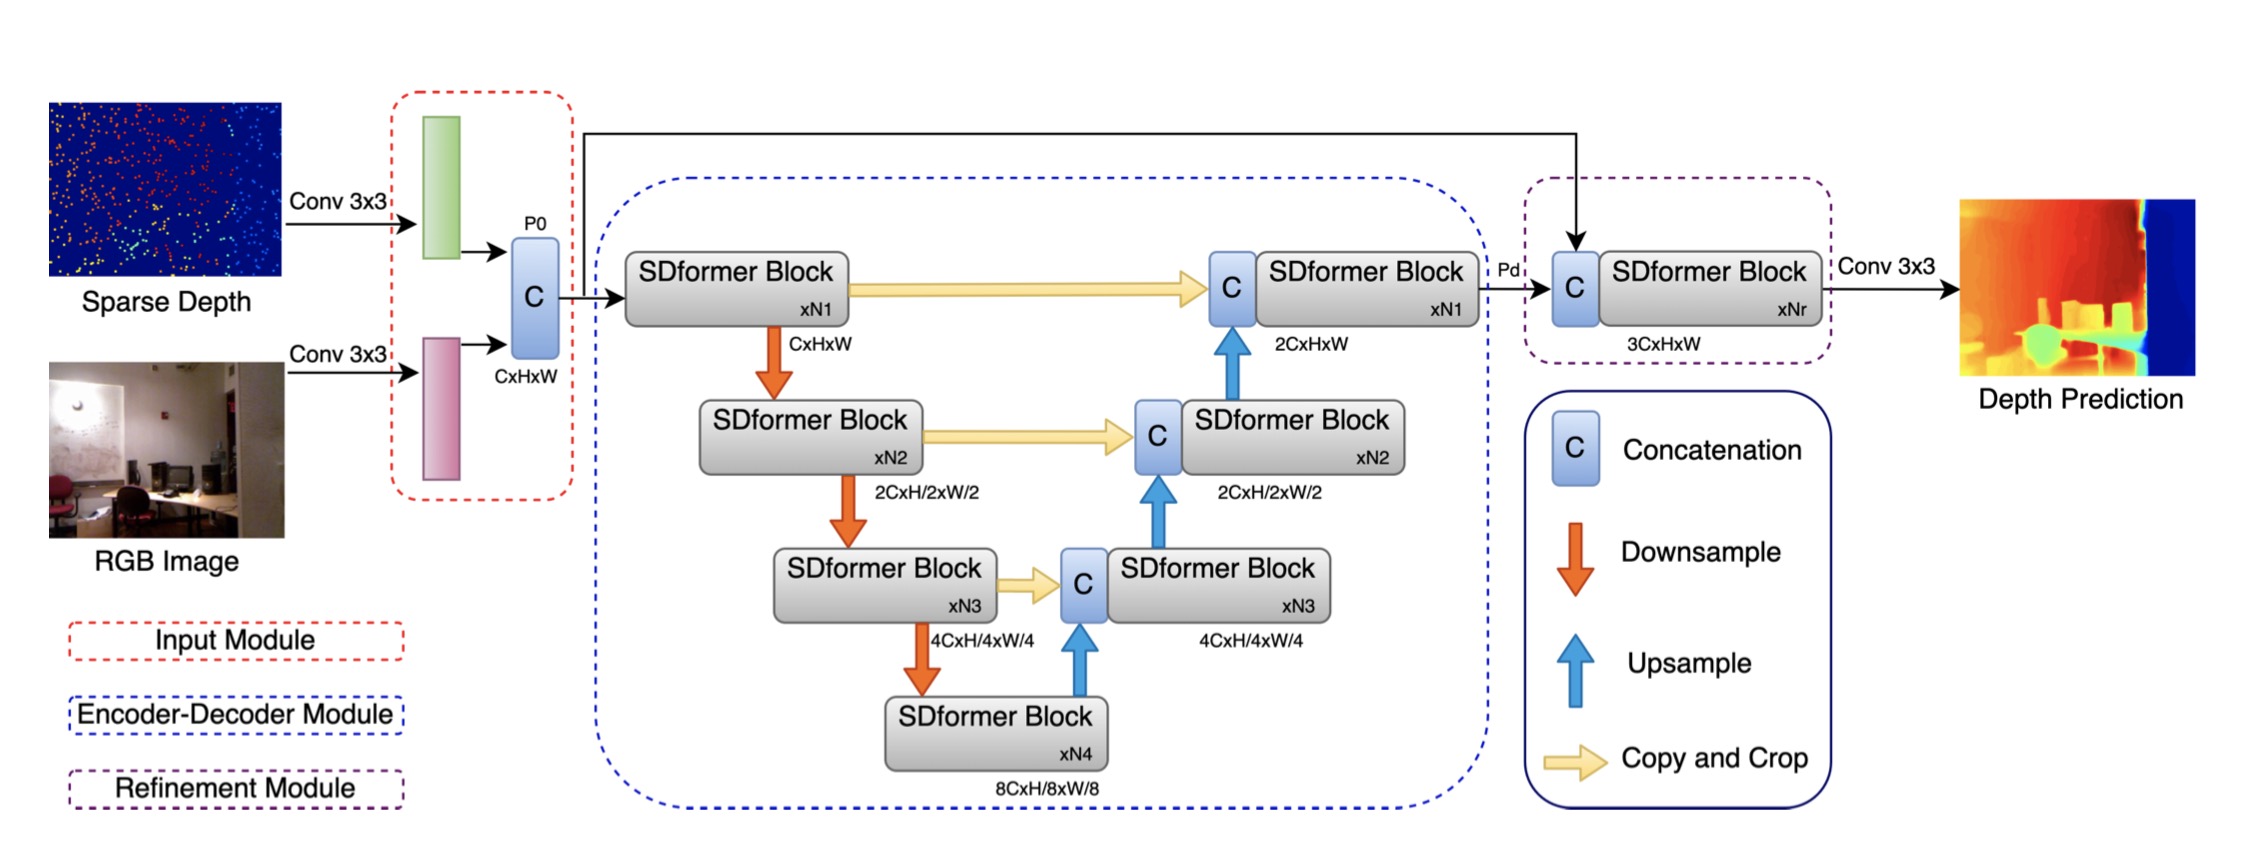 Sparse Depth
Conv 3x3
RGB Image
Conv 3x3
P0
C
CxHxW
SDformer Block
xN1
CxHxW
SDformer Block
xN2
2CxH/2xW/2
SDformer Block
xN3
4CxH/4xW/4
SDformer Block
xN4
8CxH/8xW/8
C
SDformer Block
xN3
4CxH/4xW/4
C
SDformer Block
xN2
2CxH/2xW/2
C
SDformer Block
xN1
2CxHxW
Pd
C
SDformer Block
xNr
3CxHxW
Conv 3x3
Depth Prediction
Input Module
Encoder-Decoder Module
Refinement Module
C
Concatenation
Downsample
Upsample
Copy and Crop